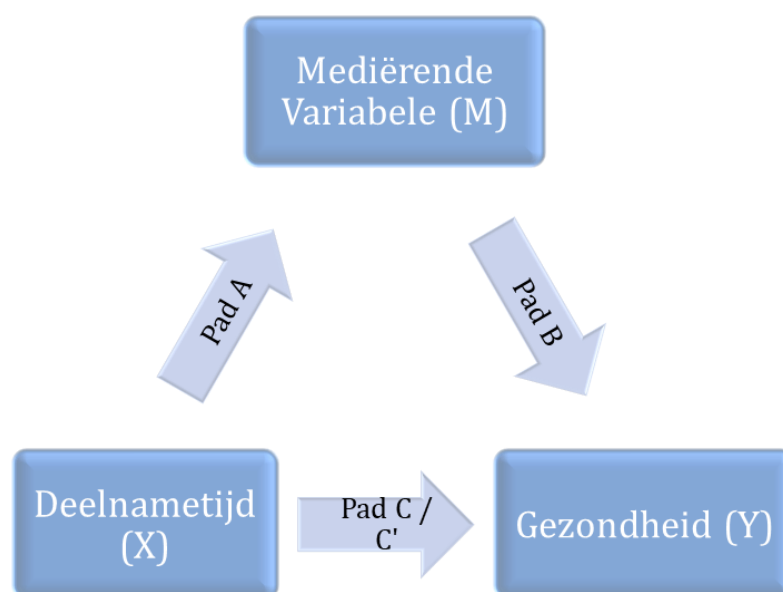 Mediërende
Variabele (M)
Pad A
Pad B
Deelnametijd
(X)
Pad C /
C'
Gezondheid (Y)